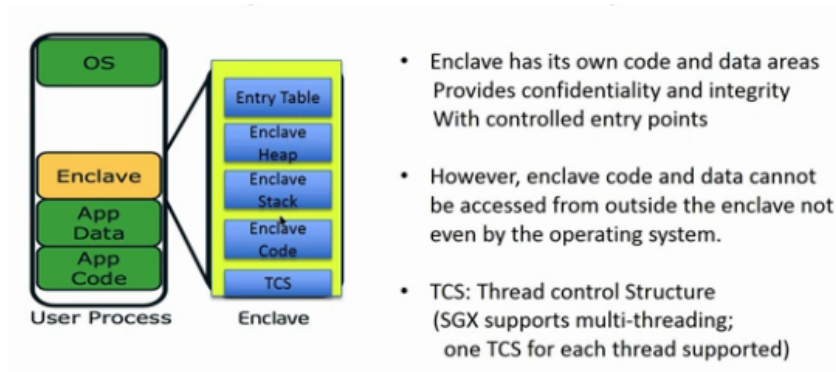 OS
Enclave
App
Data
App
Code
User Process
Entry Table
Enclave
Heap
Enclave
Stack
Enclave
Code
TCS
Enclave
• Enclave has its own code and data areas
Provides confidentiality and integrity
With controlled entry points
• However, enclave code and data cannot
be accessed from outside the enclave not
even by the operating system.
• TCS: Thread control Structure
(SGX supports multi-threading;
one TCS for each thread supported)